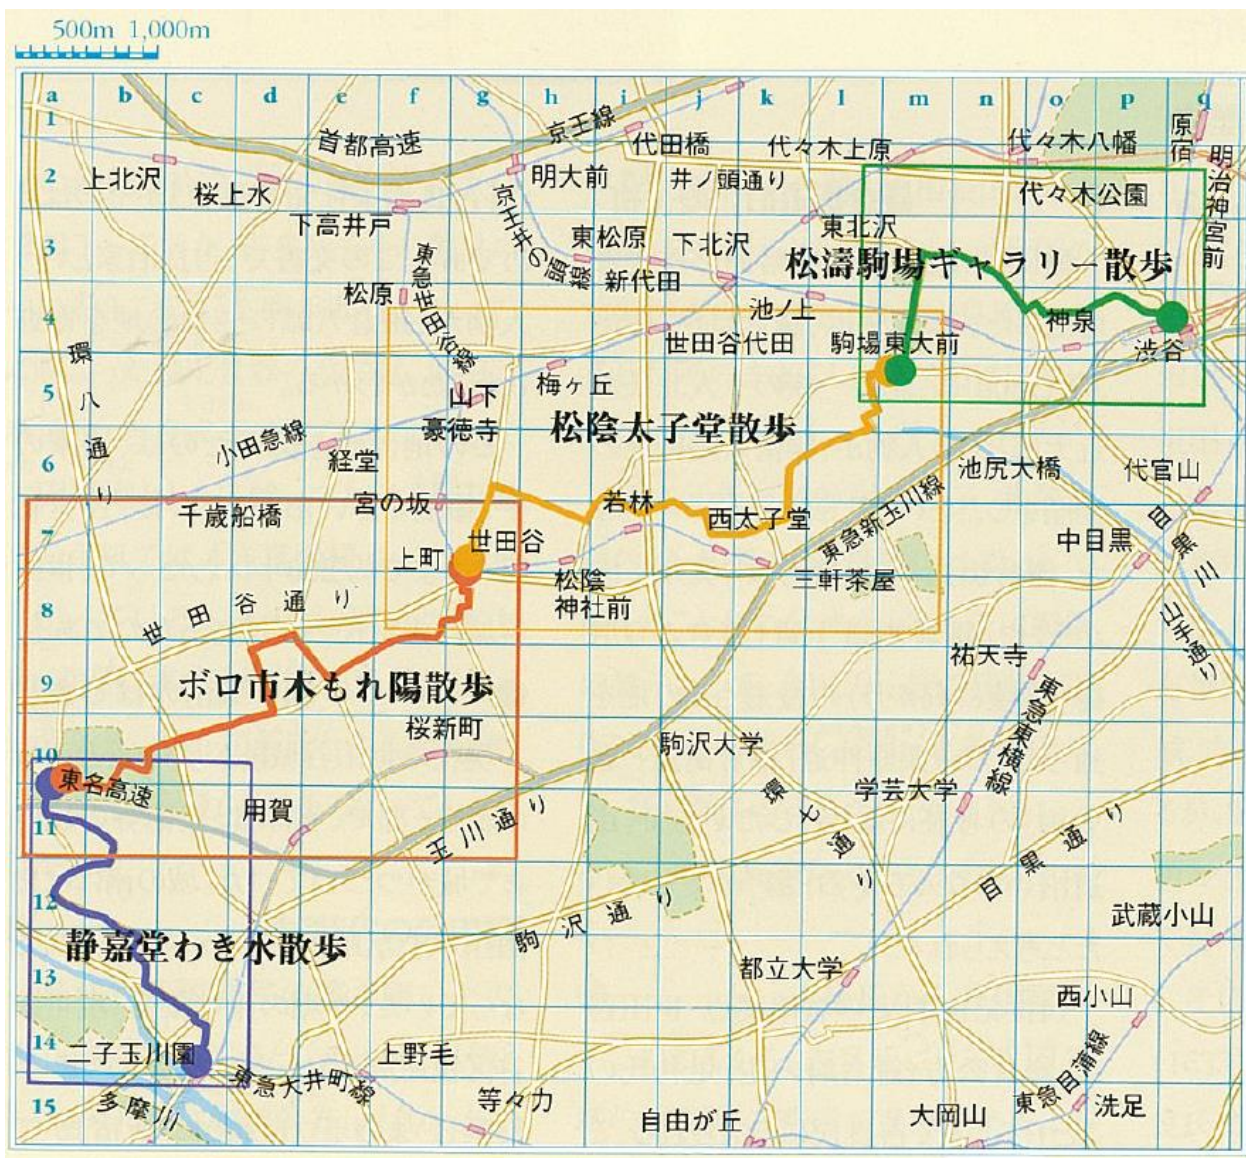 500m 1,000m
a b c d e f g h i j k l m n o p q
1
首都高速
京王線
代田橋
代々木上原
代々木八幡
原宿
明治神宮前
2
上北沢
桜上水
明大前
井ノ頭通り
代々木公園
下高井戸
京王井の頭線
3
東急世田谷線
東松原
下北沢
東北沢
新代田
松濤駒場ギャラリー散歩
松原
4
池ノ上
世田谷代田
駒場東大前
神泉
渋谷
環八通り
5
山下
梅ヶ丘
豪徳寺
松陰太子堂散歩
小田急線
6
経堂
池尻大橋
代官山
宮の坂
千歳船橋
若林
西太子堂
東急新玉川線
目黒川
7
世田谷
上町
中目黒
松陰
神社前
三軒茶屋
8
世田谷通り
山手通り
祐天寺
9
ボロ市木もれ陽散歩
東急東横線
桜新町
駒沢大学
10
東名高速
環七通り
学芸大学
用賀
11
玉川通り
目黒通り
12
駒沢通り
武蔵小山
静嘉堂わき水散歩
13
都立大学
西小山
14
二子玉川園
上野毛
東急大井町線
東急目蒲線
15
多摩川
等々力
自由が丘
大岡山
洗足